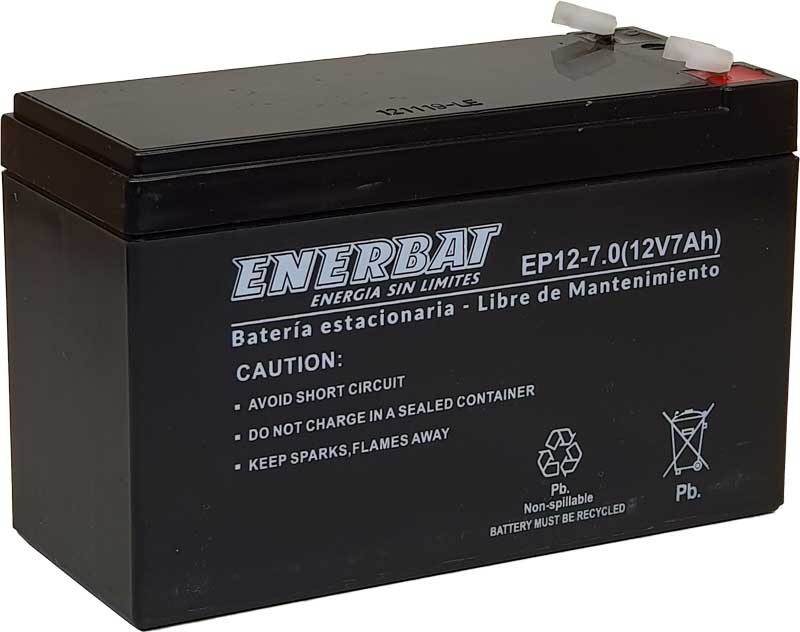 121119-LE
ENERBAT
ENERGIA SIN LIMITES
EP12-7.0(12V7Ah)
Batería estacionaria - Libre de Mantenimiento
CAUTION:
▪ AVOID SHORT CIRCUIT
▪ DO NOT CHARGE IN A SEALED CONTAINER
▪ KEEP SPARKS,FLAMES AWAY
Pb.
Non-spillable
BATTERY MUST BE RECYCLED
Pb.